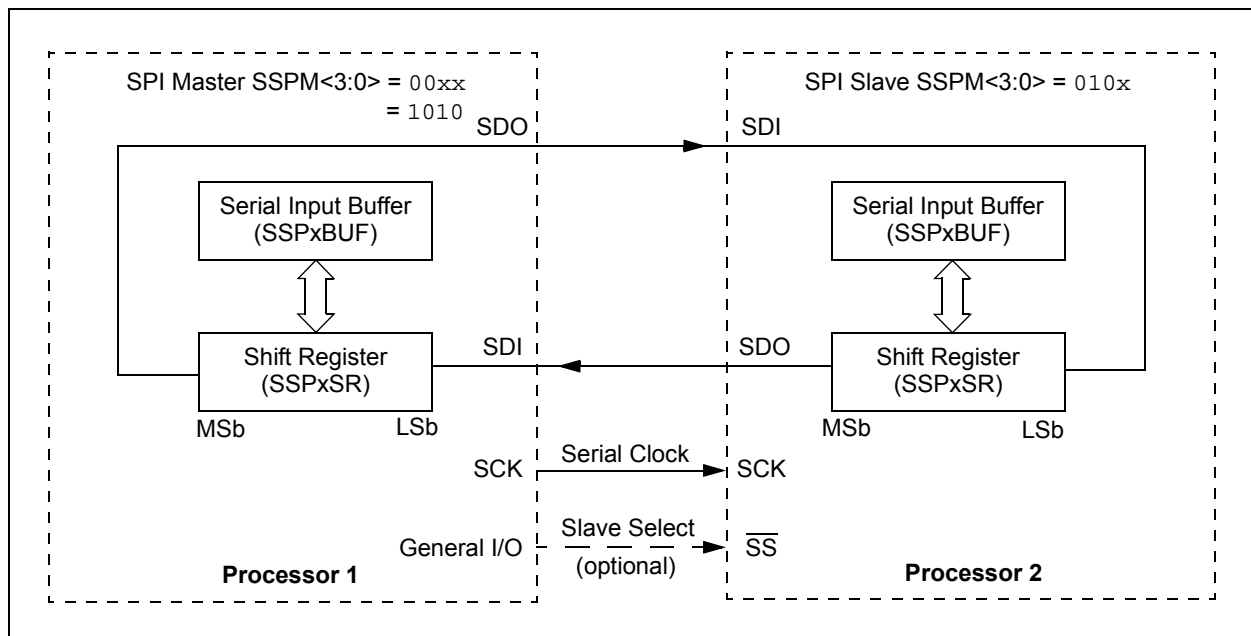 SPI Master SSPM<3:0> = 00xx
= 1010
SDO
Serial Input Buffer
(SSPxBUF)
Shift Register
(SSPxSR)
MSb
LSb
SDI
SCK
General I/O
Processor 1
Serial Clock
Slave Select
(optional)
SPI Slave SSPM<3:0> = 010x
SDI
Serial Input Buffer
(SSPxBUF)
SDO
Shift Register
(SSPxSR)
MSb
LSb
SCK
S̅S̅
Processor 2